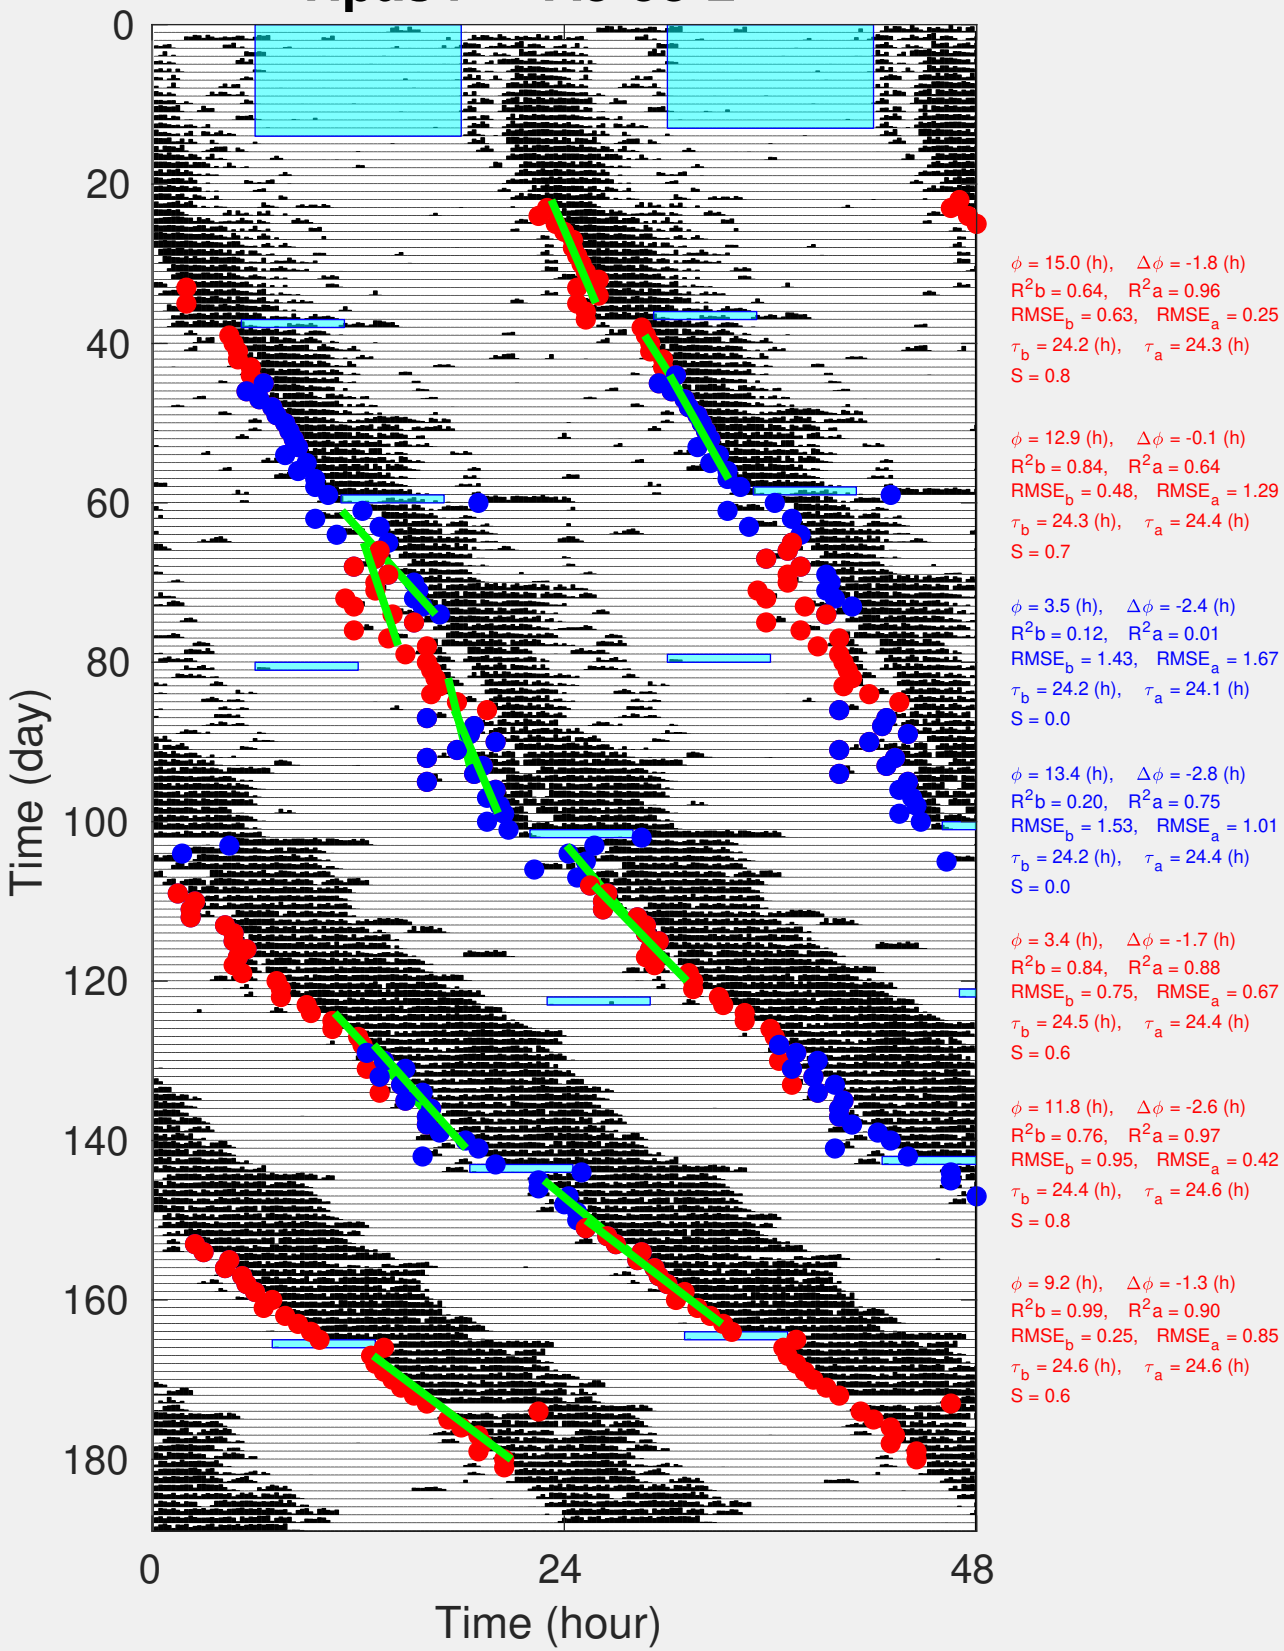 0
20
40
60
80
100
120
140
160
180
Time (day)
0 24 48
Time (hour)
ϕ = 15.0 (h), Δϕ = -1.8 (h)
R²b = 0.64, R²a = 0.96
RMSE_b = 0.63, RMSE_a = 0.25
τ_b = 24.2 (h), τ_a = 24.3 (h)
S = 0.8
ϕ = 12.9 (h), Δϕ = -0.1 (h)
R²b = 0.84, R²a = 0.64
RMSE_b = 0.48, RMSE_a = 1.29
τ_b = 24.3 (h), τ_a = 24.4 (h)
S = 0.7
ϕ = 3.5 (h), Δϕ = -2.4 (h)
R²b = 0.12, R²a = 0.01
RMSE_b = 1.43, RMSE_a = 1.67
τ_b = 24.2 (h), τ_a = 24.1 (h)
S = 0.0
ϕ = 13.4 (h), Δϕ = -2.8 (h)
R²b = 0.20, R²a = 0.75
RMSE_b = 1.53, RMSE_a = 1.01
τ_b = 24.2 (h), τ_a = 24.4 (h)
S = 0.0
ϕ = 3.4 (h), Δϕ = -1.7 (h)
R²b = 0.84, R²a = 0.88
RMSE_b = 0.75, RMSE_a = 0.67
τ_b = 24.5 (h), τ_a = 24.4 (h)
S = 0.6
ϕ = 11.8 (h), Δϕ = -2.6 (h)
R²b = 0.76, R²a = 0.97
RMSE_b = 0.95, RMSE_a = 0.42
τ_b = 24.4 (h), τ_a = 24.6 (h)
S = 0.8
ϕ = 9.2 (h), Δϕ = -1.3 (h)
R²b = 0.99, R²a = 0.90
RMSE_b = 0.25, RMSE_a = 0.85
τ_b = 24.6 (h), τ_a = 24.6 (h)
S = 0.6